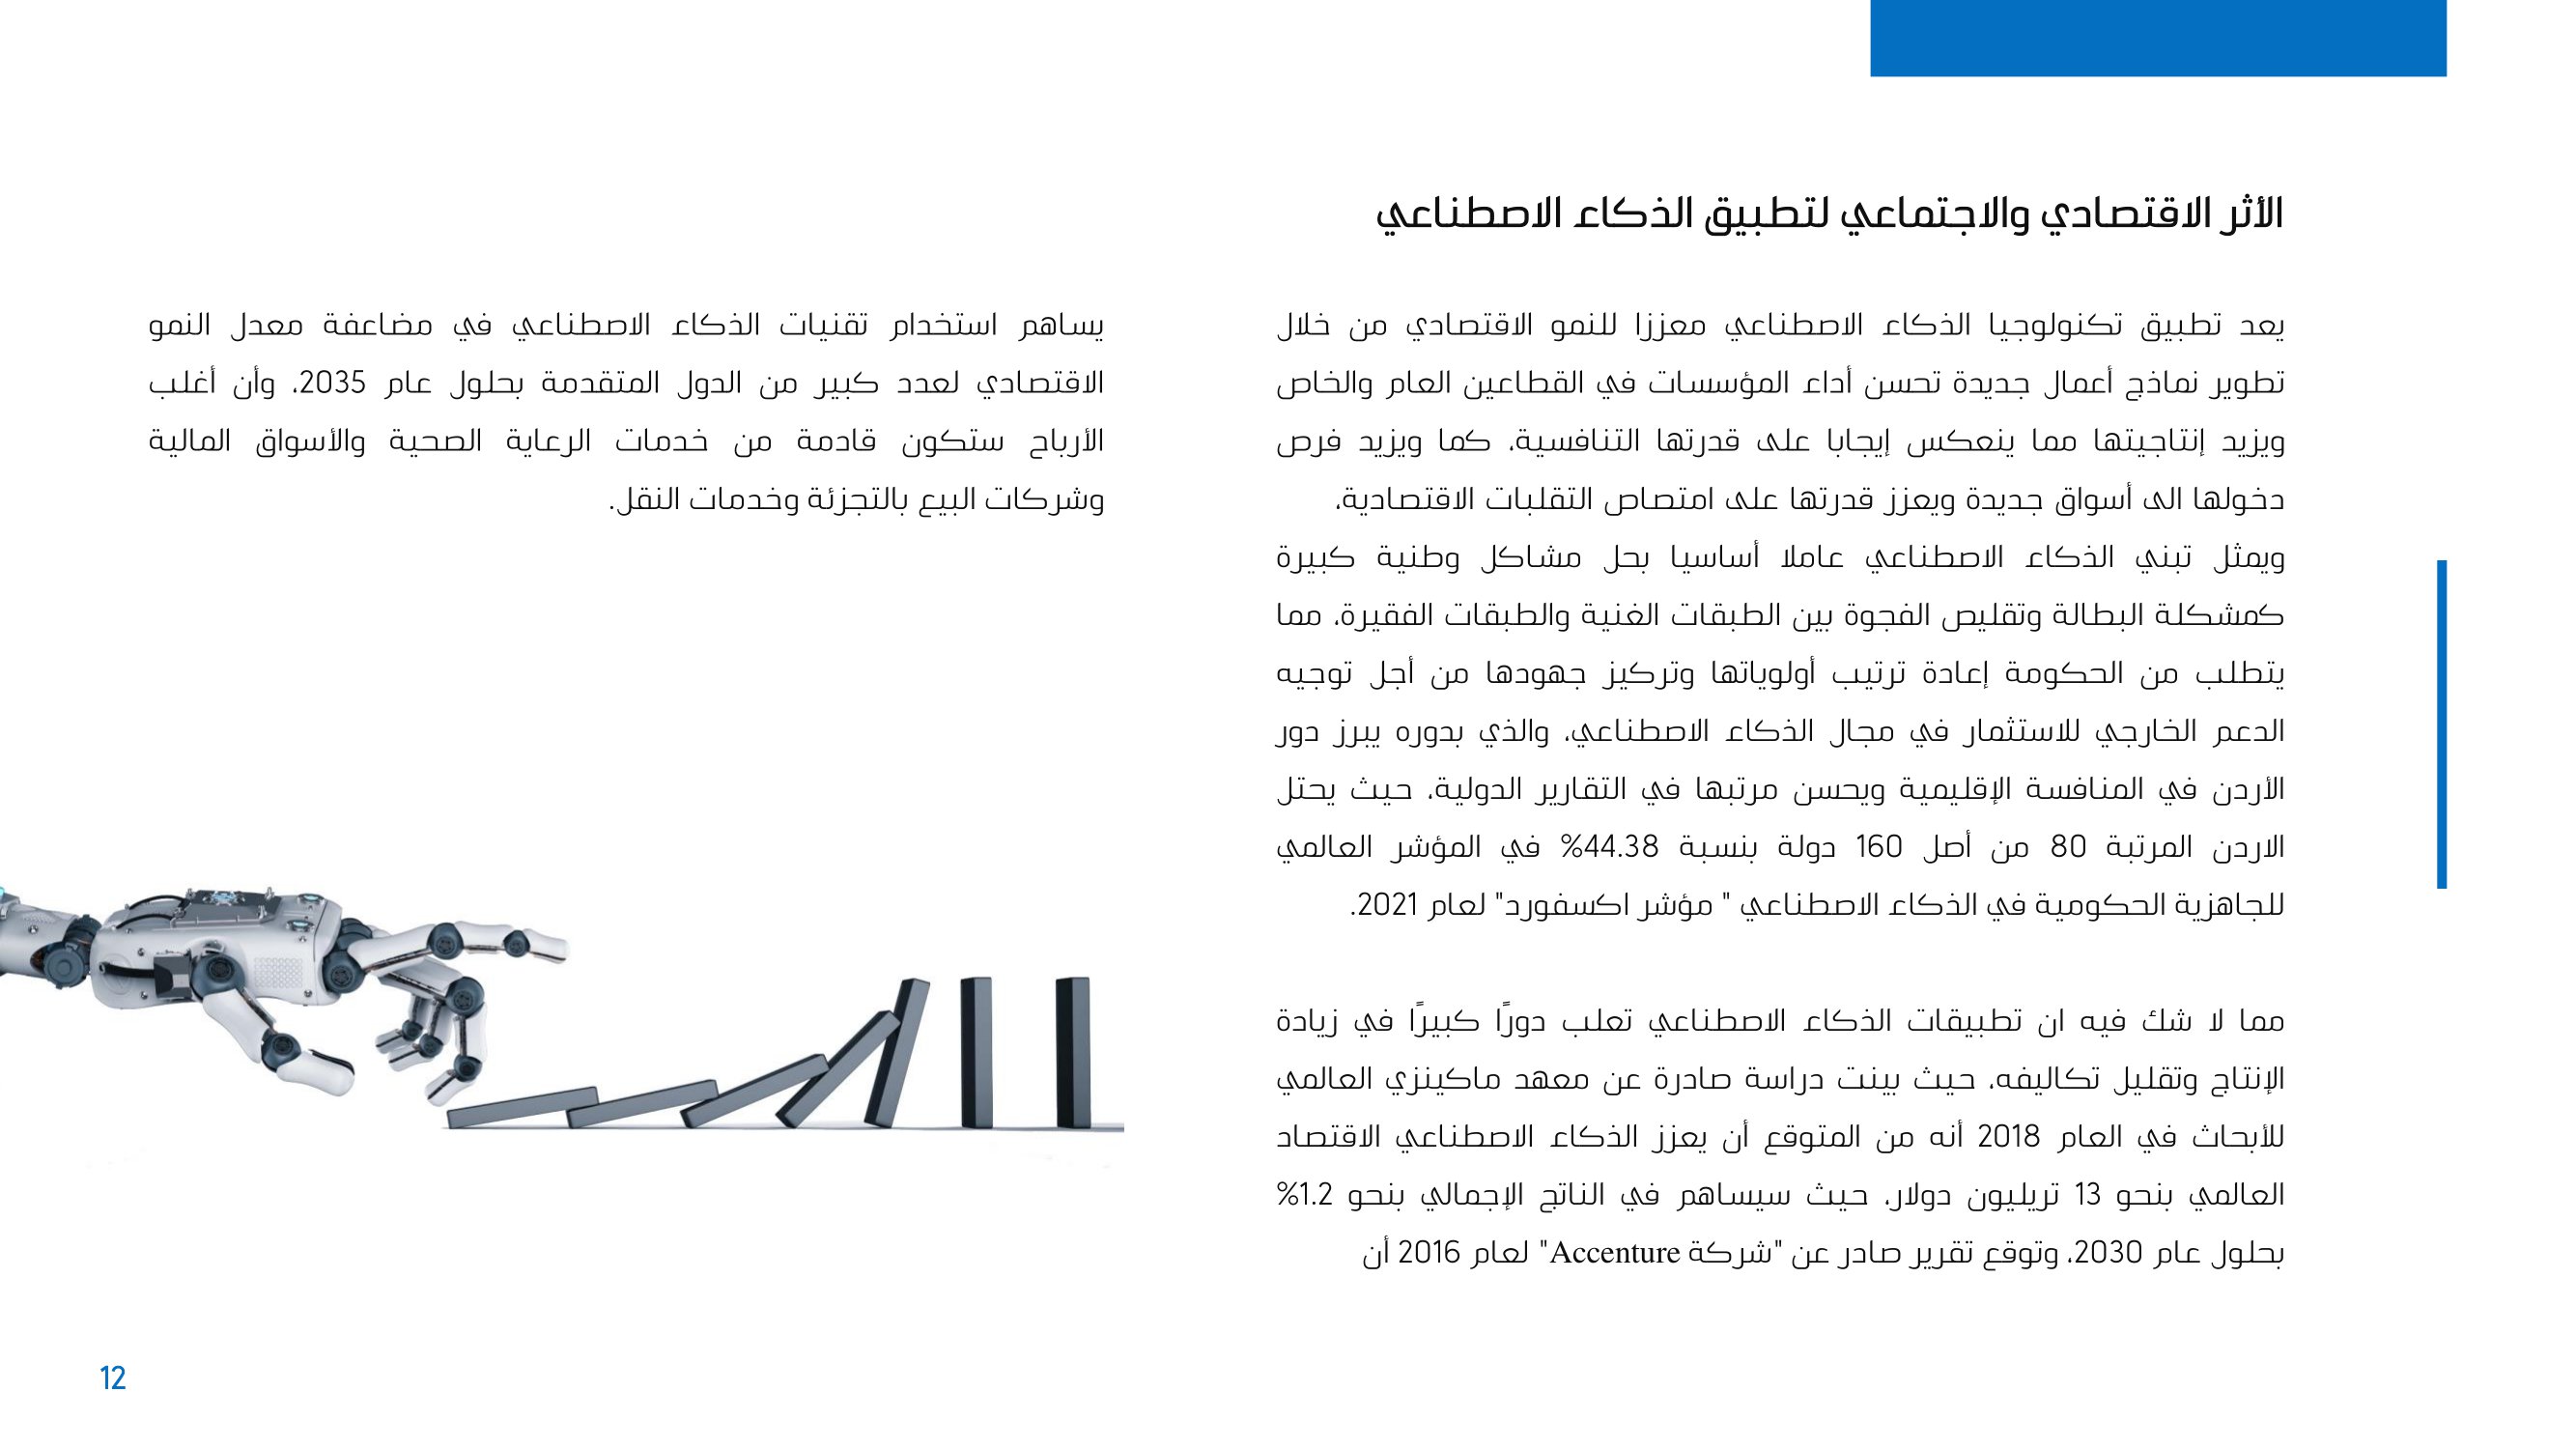 الأثر الاقتصادي والاجتماعي لتطبيق الذكاء الاصطناعي
يعد تطبيق تكنولوجيا الذكاء الاصطناعي معززا للنمو الاقتصادي من خلال
تطوير نماذج أعمال جديدة تحسن أداء المؤسسات في القطاعين العام والخاص
ويزيد إنتاجيتها مما ينعكس إيجابا على قدرتها التنافسية، كما ويزيد فرص
دخولها الى أسواق جديدة ويعزز قدرتها على امتصاص التقلبات الاقتصادية،
ويمثل تبني الذكاء الاصطناعي عاملا أساسيا بحل مشاكل وطنية كبيرة
كمشكلة البطالة وتقليص الفجوة بين الطبقات الغنية والطبقات الفقيرة، مما
يتطلب من الحكومة إعادة ترتيب أولوياتها وتركيز جهودها من أجل توجيه
الدعم الخارجي للاستثمار في مجال الذكاء الاصطناعي، والذي بدوره يبرز دور
الأردن في المنافسة الإقليمية ويحسن مرتبها في التقارير الدولية، حيث يحتل
الاردن المرتبة 80 من أصل 160 دولة بنسبة 44.38% في المؤشر العالمي
للجاهزية الحكومية في الذكاء الاصطناعي " مؤشر اكسفورد" لعام 2021.
مما لا شك فيه ان تطبيقات الذكاء الاصطناعي تعلب دورًا كبيرًا في زيادة
الإنتاج وتقليل تكاليفه، حيث بينت دراسة صادرة عن معهد ماكينزي العالمي
للأبحاث في العام 2018 أنه من المتوقع أن يعزز الذكاء الاصطناعي الاقتصاد
العالمي بنحو 13 تريليون دولار، حيث سيساهم في الناتج الإجمالي بنحو 1.2%
بحلول عام 2030، وتوقع تقرير صادر عن "شركة Accenture" لعام 2016 أن
يساهم استخدام تقنيات الذكاء الاصطناعي في مضاعفة معدل النمو
الاقتصادي لعدد كبير من الدول المتقدمة بحلول عام 2035، وأن أغلب
الأرباح ستكون قادمة من خدمات الرعاية الصحية والأسواق المالية
وشركات البيع بالتجزئة وخدمات النقل.
12